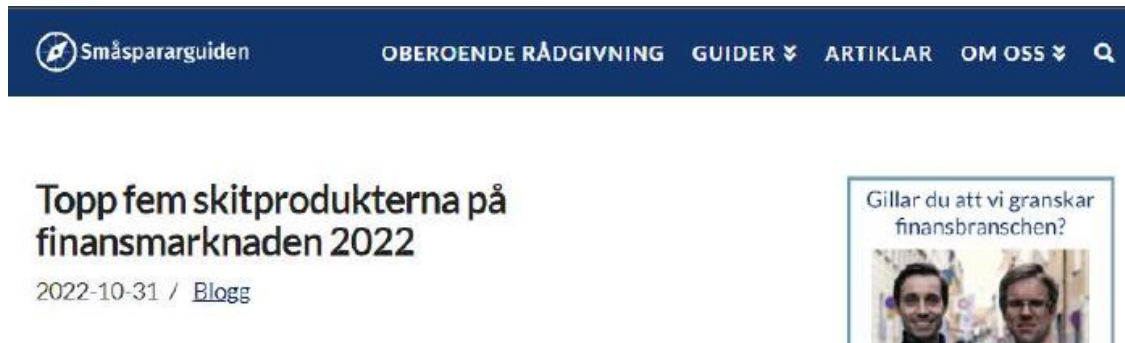 Småspararguiden
OBEROENDE RÅDGIVNING GUIDER ARTIKLAR OM OSS
Topp fem skitprodukterna på
finansmarknaden 2022
2022-10-31 / Blogg
Gillar du att vi granskar
finansbranschen?